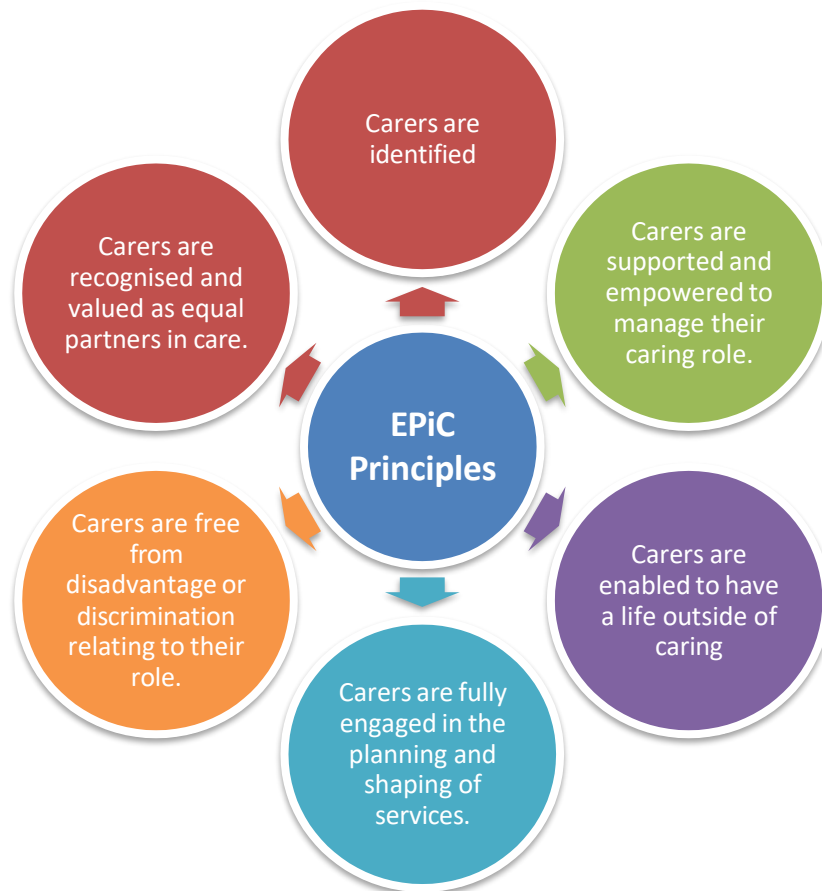 Carers are
identified
Carers are
supported and
empowered to
manage their
caring role.
Carers are
enabled to have
a life outside of
caring
Carers are fully
engaged in the
planning and
shaping of
services.
Carers are free
from
disadvantage or
discrimination
relating to their
role.
Carers are
recognised and
valued as equal
partners in care.
EPiC
Principles